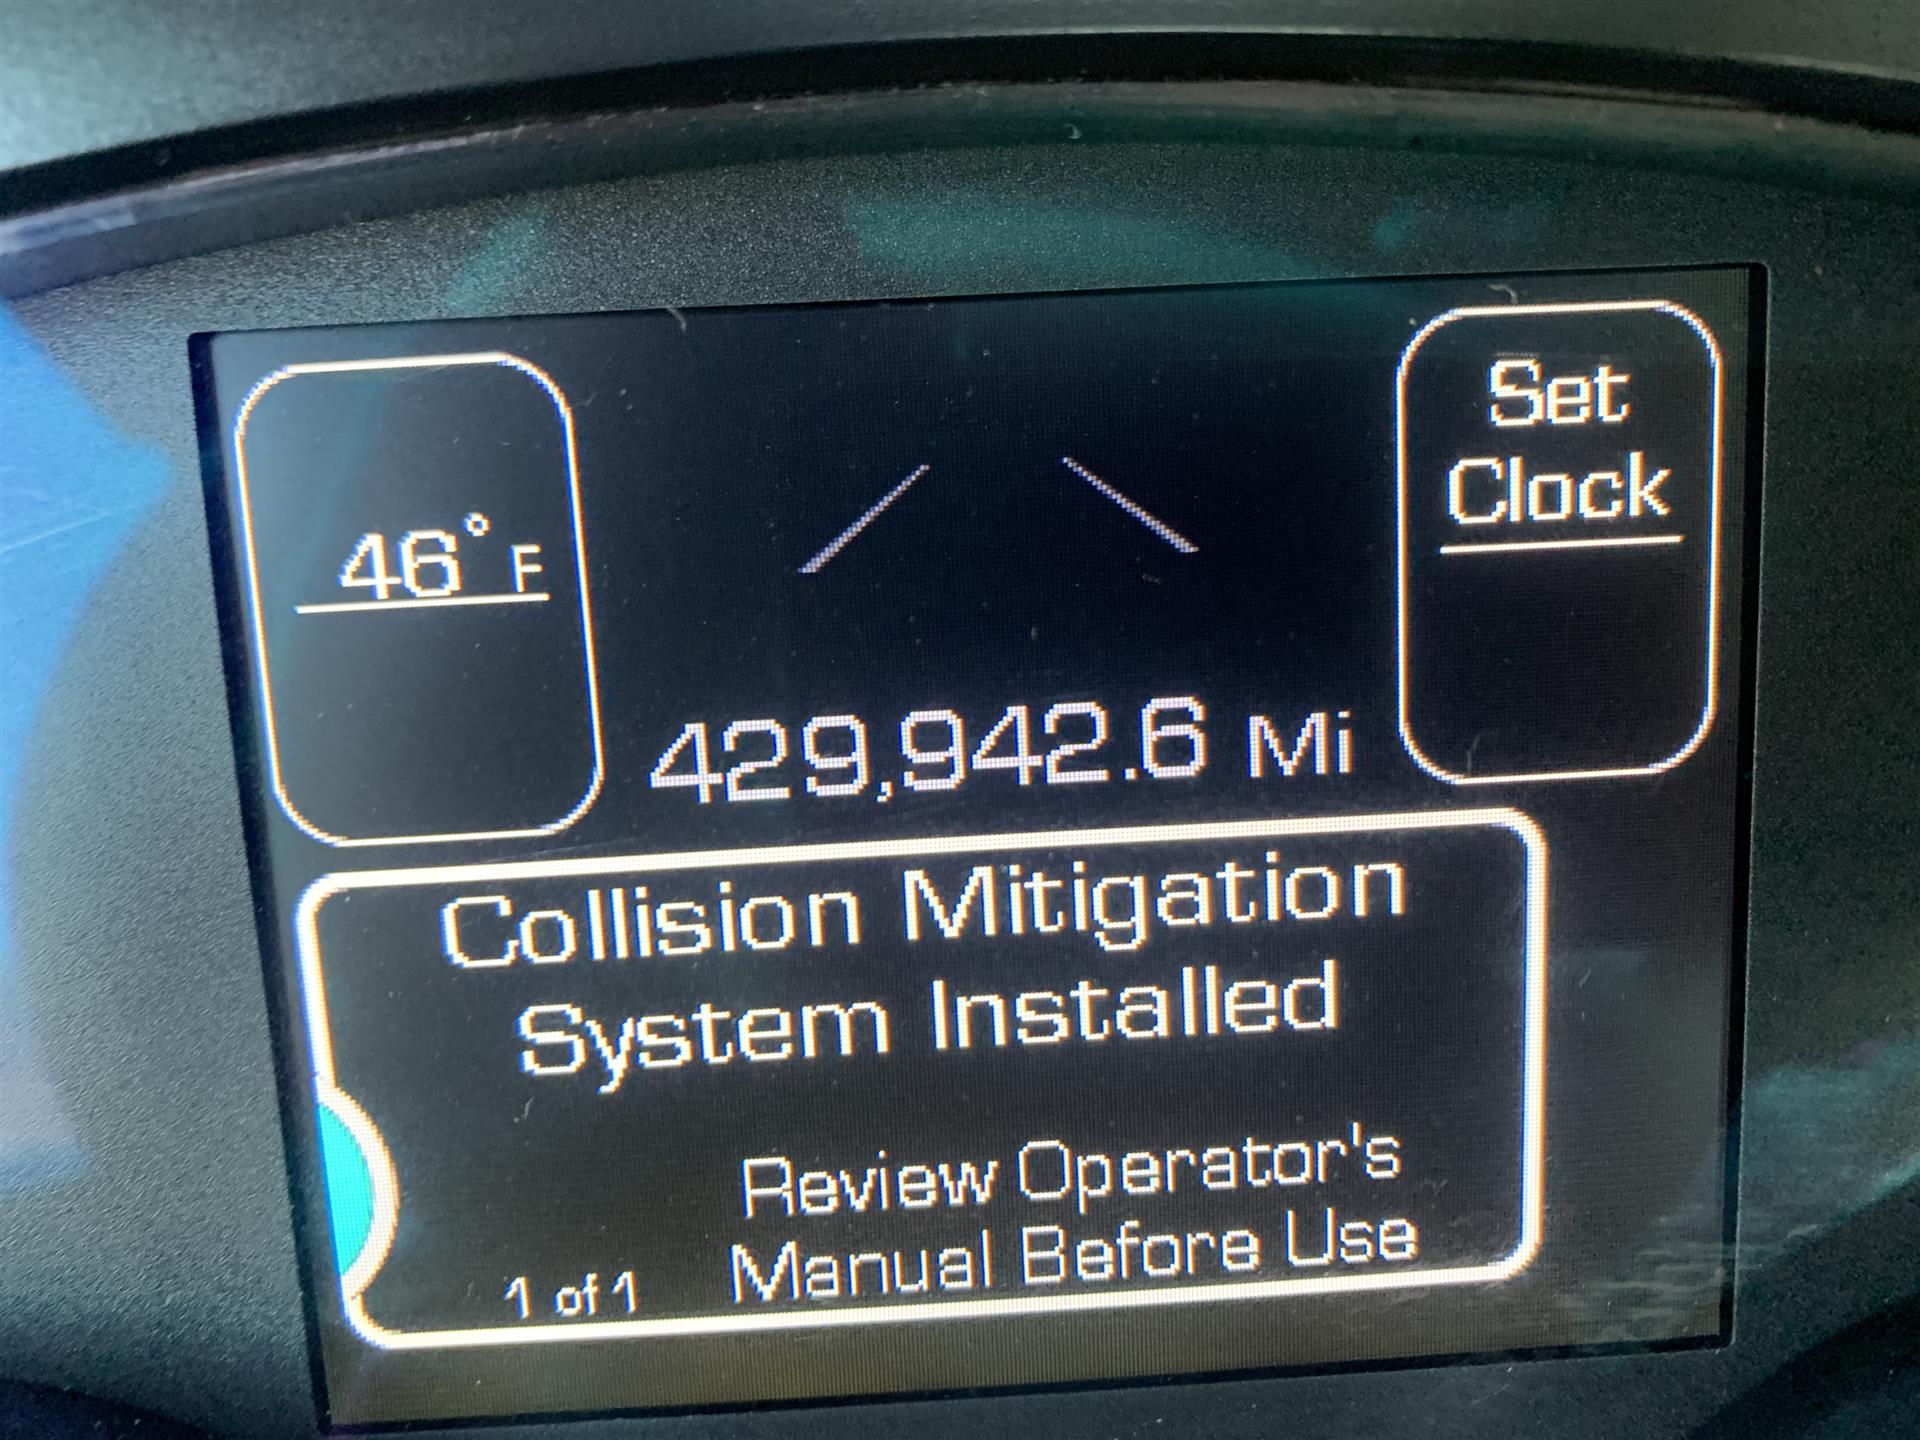 46° F
Set
Clock
429,942.6 Mi
Collision Mitigation
System Installed
Review Operator's
Manual Before Use
1 of 1